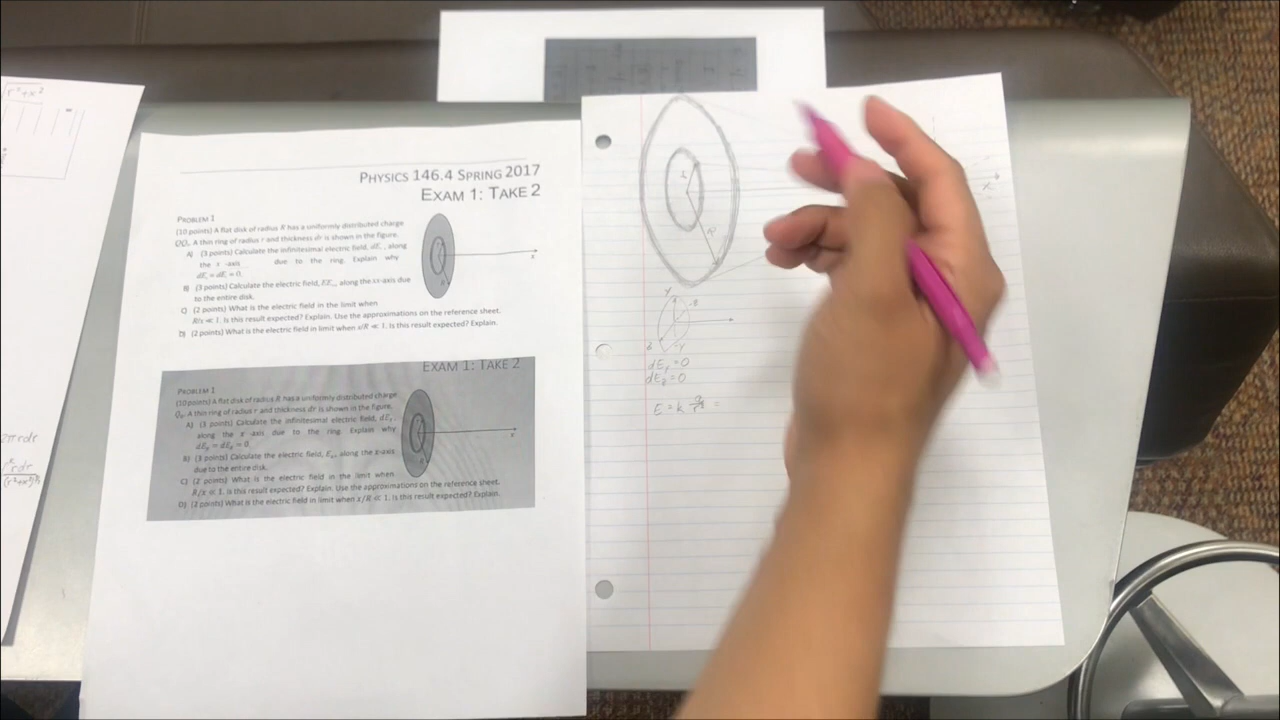 r²+x²
2πrdr
PHYSICS 146.4 SPRING 2017
EXAM 1: TAKE 2
PROBLEM 1
(10 points) A flat disk of radius R has a uniformly distributed charge
A thin ring of radius r and thickness dr is shown in the figure.
A) (3 points) Calculate the infinitesimal electric field, along
the x -axis due to the ring. Explain why
B) (3 points) Calculate the electric field, along the x-axis due
to the entire disk.
C) (2 points) What is the electric field in the limit when
R/x ≪ 1. Is this result expected? Explain. Use the approximations on the reference sheet.
D) (2 points) What is the electric field in limit when x/R ≪ 1. Is this result expected? Explain.
x
EXAM 1: TAKE 2
PROBLEM 1
(10 points) A flat disk of radius R has a uniformly distributed charge
A thin ring of radius r and thickness dr is shown in the figure.
A) (3 points) Calculate the infinitesimal electric field, dEₓ,
along the x -axis due to the ring. Explain why
B) (3 points) Calculate the electric field, Eₓ, along the x-axis
due to the entire disk.
C) (2 points) What is the electric field in the limit when
R/x ≪ 1. Is this result expected? Explain. Use the approximations on the reference sheet.
D) (2 points) What is the electric field in limit when x/R ≪ 1. Is this result expected? Explain.
x
r
R
x
y
dEy=0
dEz=0
E=k q/r² =